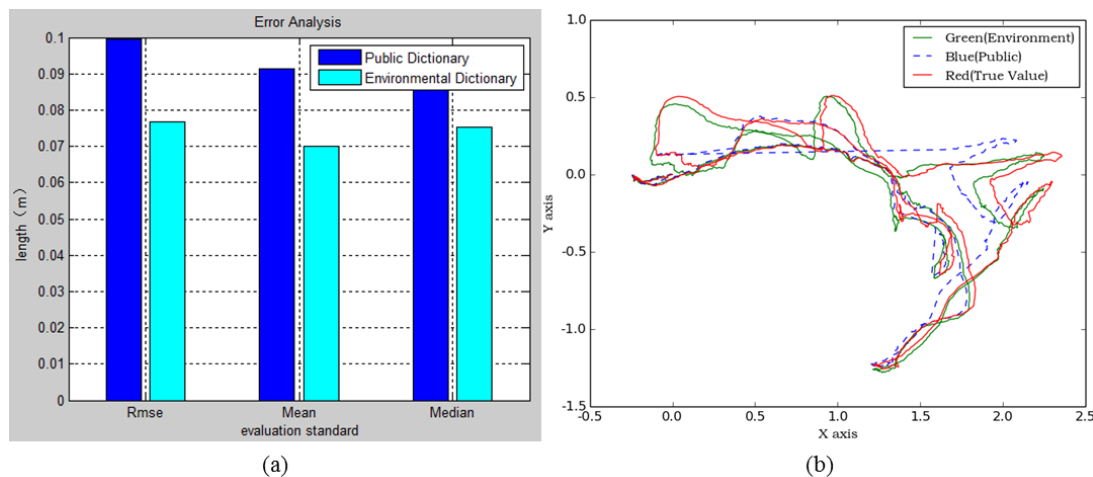 (a)
Error Analysis
0.1
0.09
0.08
0.07
0.06
0.05
0.04
0.03
0.02
0.01
0
length (m)
Public Dictionary
Environmental Dictionary
Rmse
Mean
Median
evaluation standard
(b)
1.0
0.5
0.0
-0.5
-1.0
-1.5
Y axis
Green(Environment)
Blue(Public)
Red(True Value)
-0.5
0.0
0.5
1.0
1.5
2.0
2.5
X axis